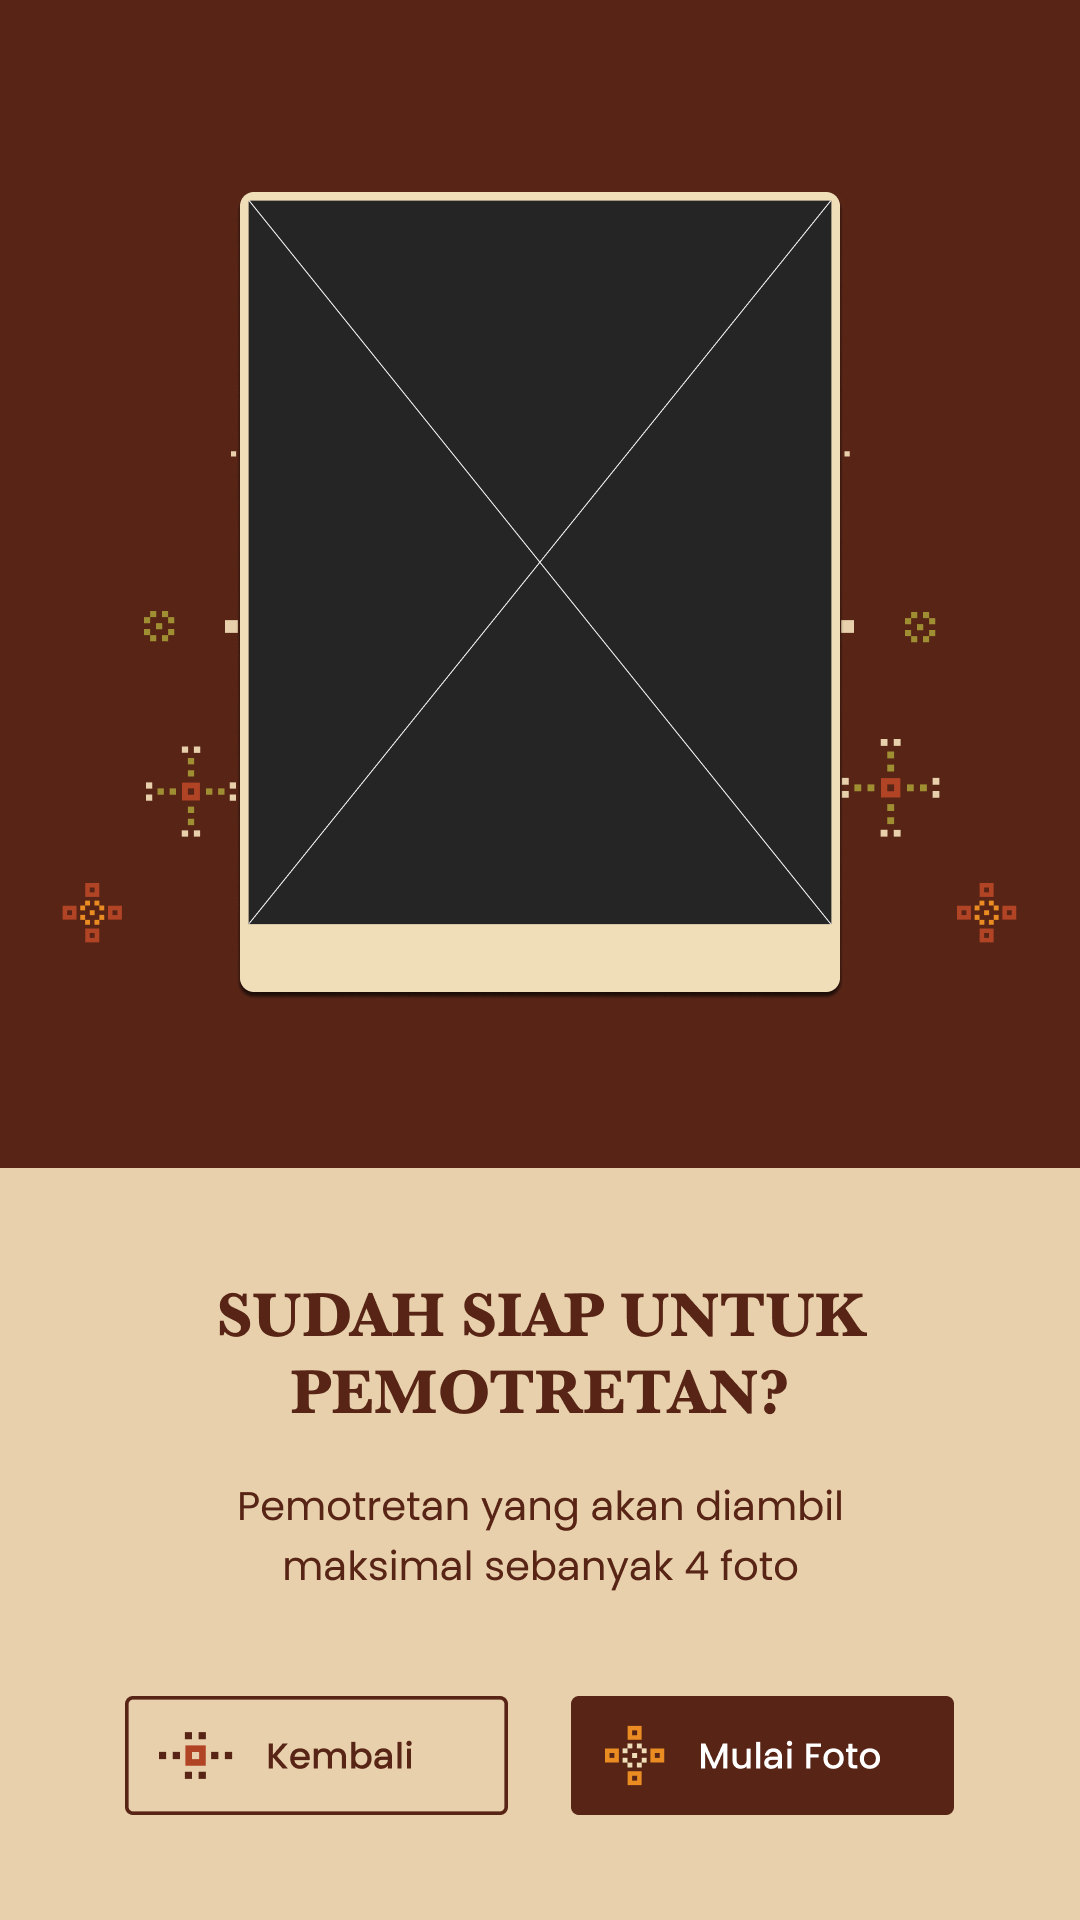 SUDAH SIAP UNTUK
PEMOTRETAN?
Pemotretan yang akan diambil
maksimal sebanyak 4 foto
Kembali
Mulai Foto